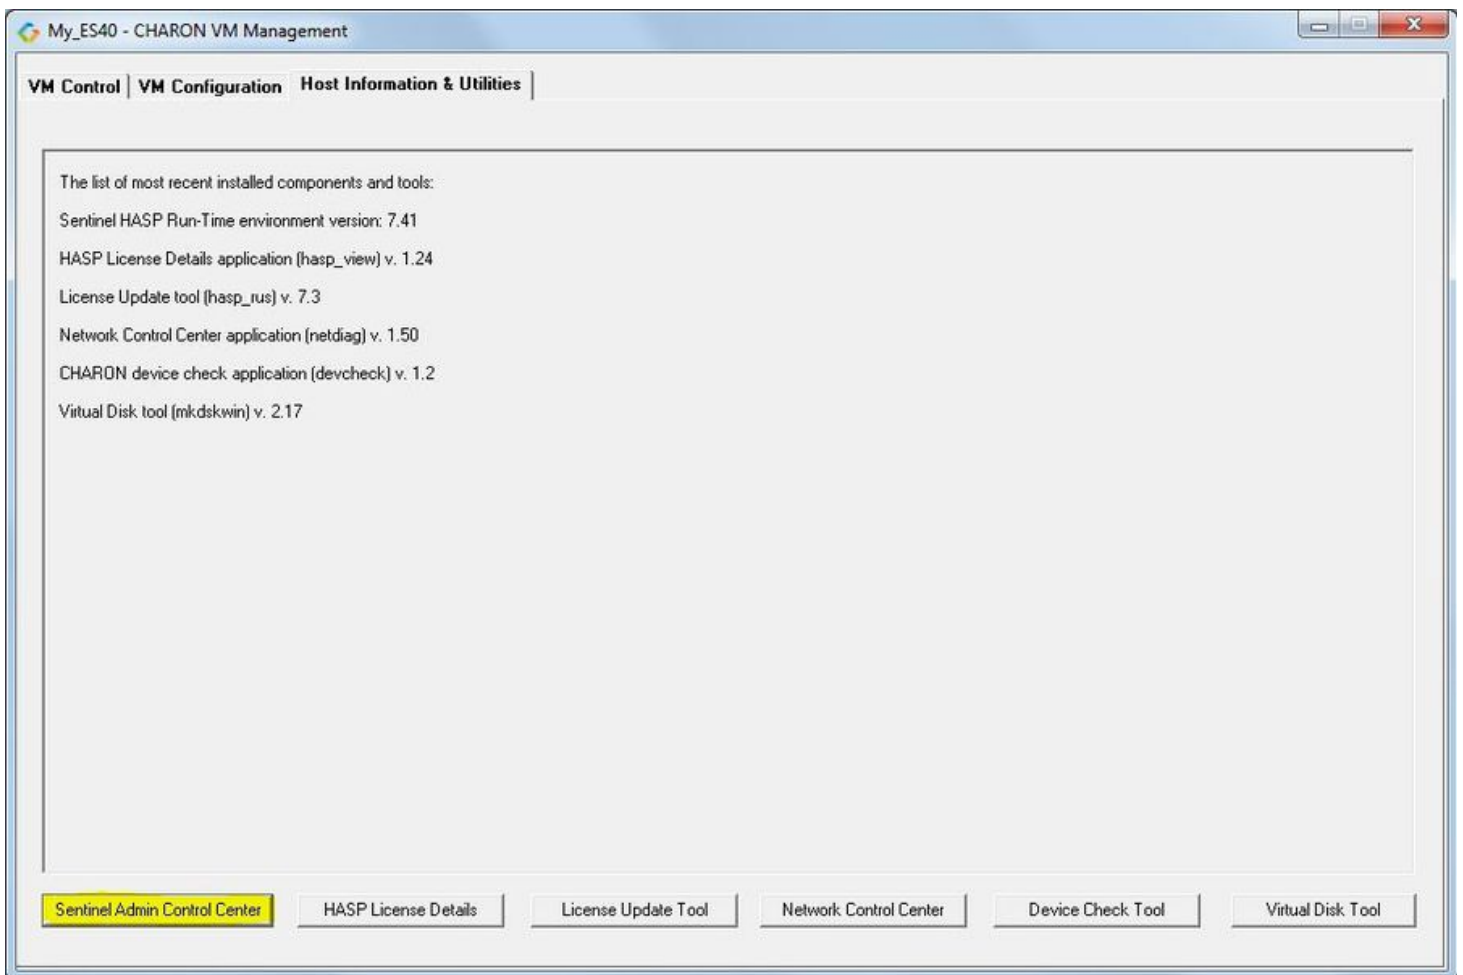 My_ES40 - CHARON VM Management
VM Control VM Configuration Host Information & Utilities
The list of most recent installed components and tools:
Sentinel HASP Run-Time environment version: 7.41
HASP License Details application (hasp_view) v. 1.24
License Update tool (hasp_rus) v. 7.3
Network Control Center application (netdiag) v. 1.50
CHARON device check application (devcheck) v. 1.2
Virtual Disk tool (mkdskwin) v. 2.17
Sentinel Admin Control Center HASP License Details License Update Tool Network Control Center Device Check Tool Virtual Disk Tool